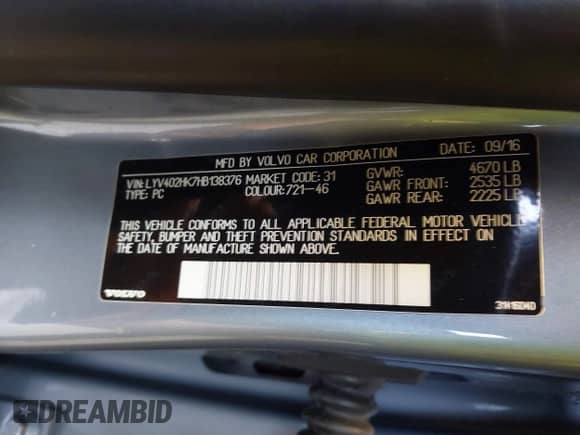 MFD BY VOLVO CAR CORPORATION DATE: 09/16
VIN: LYV402HK7HB138376 MARKET CODE: 31 GVWR: 4670 LB
TYPE: PC COLOUR: 721-46 GAWR FRONT: 2535 LB
GAWR REAR: 2225 LB
THIS VEHICLE CONFORMS TO ALL APPLICABLE FEDERAL MOTOR VEHICLE
SAFETY, BUMPER AND THEFT PREVENTION STANDARDS IN EFFECT ON
THE DATE OF MANUFACTURE SHOWN ABOVE.
VOLVO 31416040
DREAMBID